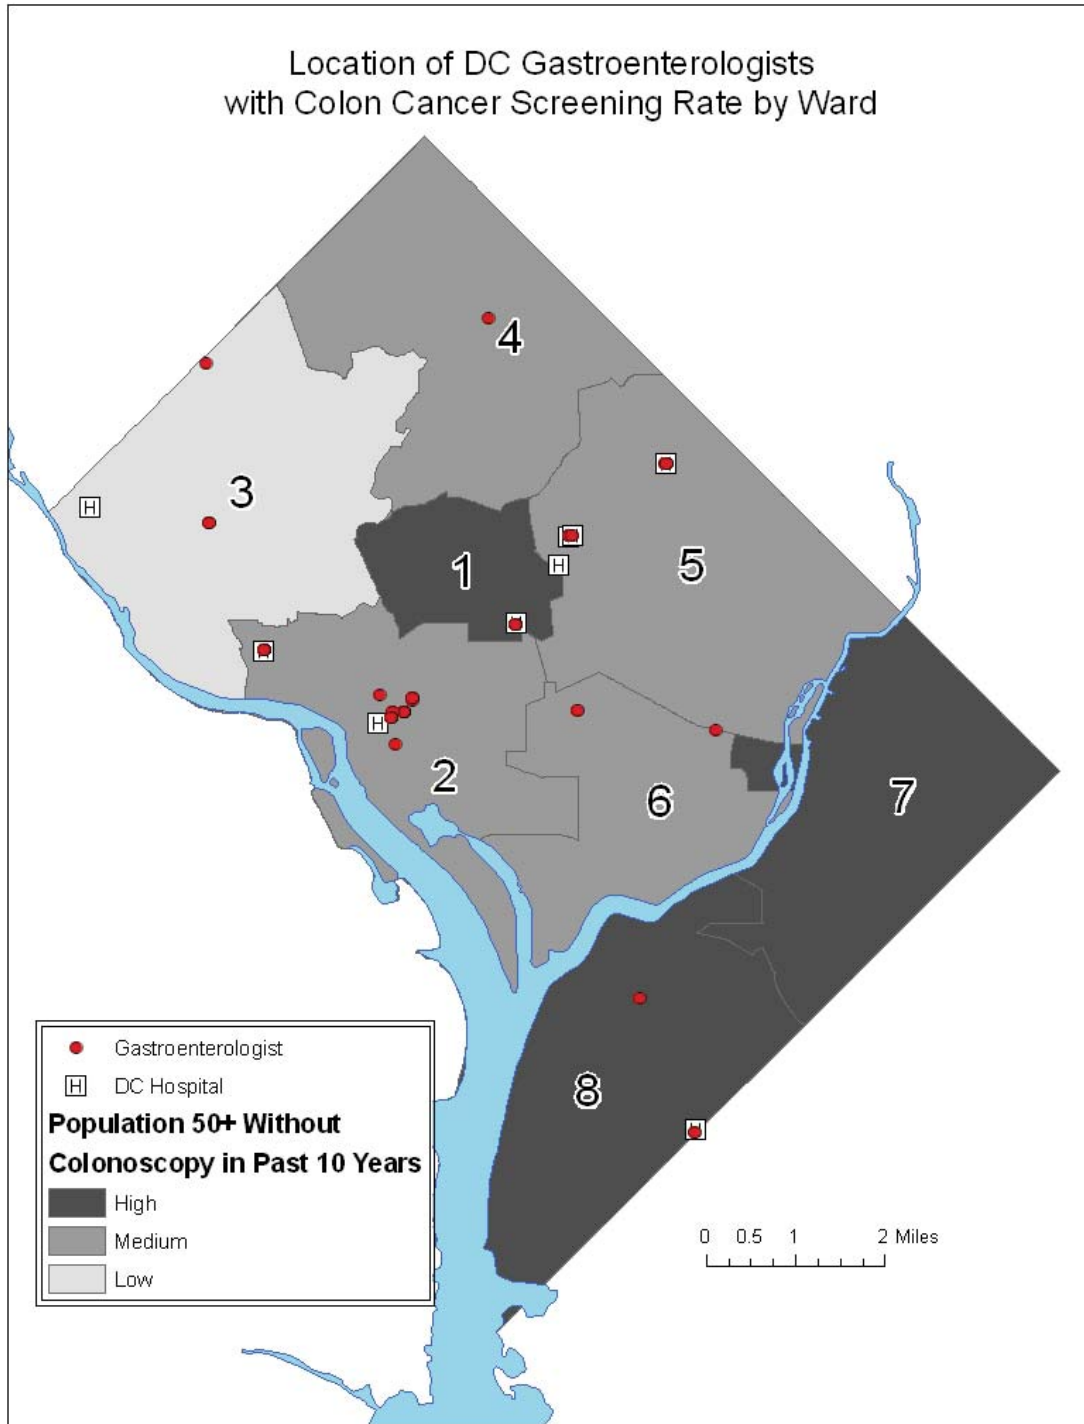 Location of DC Gastroenterologists
with Colon Cancer Screening Rate by Ward
4
3
H
1
5
H
H
2
6
7
8
Gastroenterologist
H DC Hospital
Population 50+ Without
Colonoscopy in Past 10 Years
High
Medium
Low
0 0.5 1 2 Miles